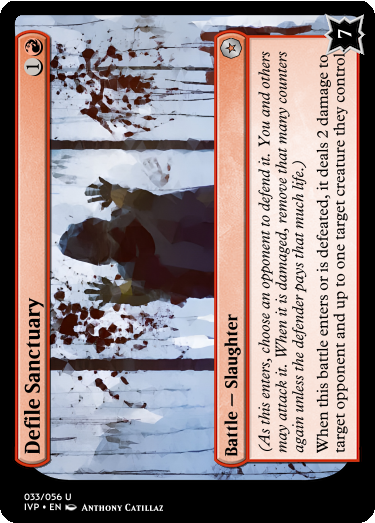 Defile Sanctuary
1
Battle — Slaughter
(As this enters, choose an opponent to defend it. You and others
may attack it. When it is damaged, remove that many counters
again unless the defender pays that much life.)
When this battle enters or is defeated, it deals 2 damage to
target opponent and up to one target creature they control.
7
033/056 U
IVP • EN Anthony Catillaz